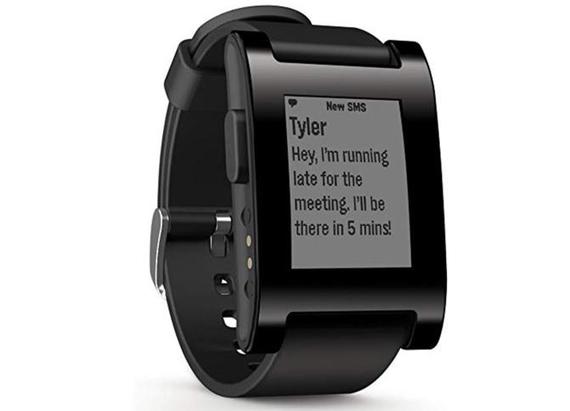 New SMS
Tyler
Hey, I'm running
late for the
meeting. I'll be
there in 5 mins!